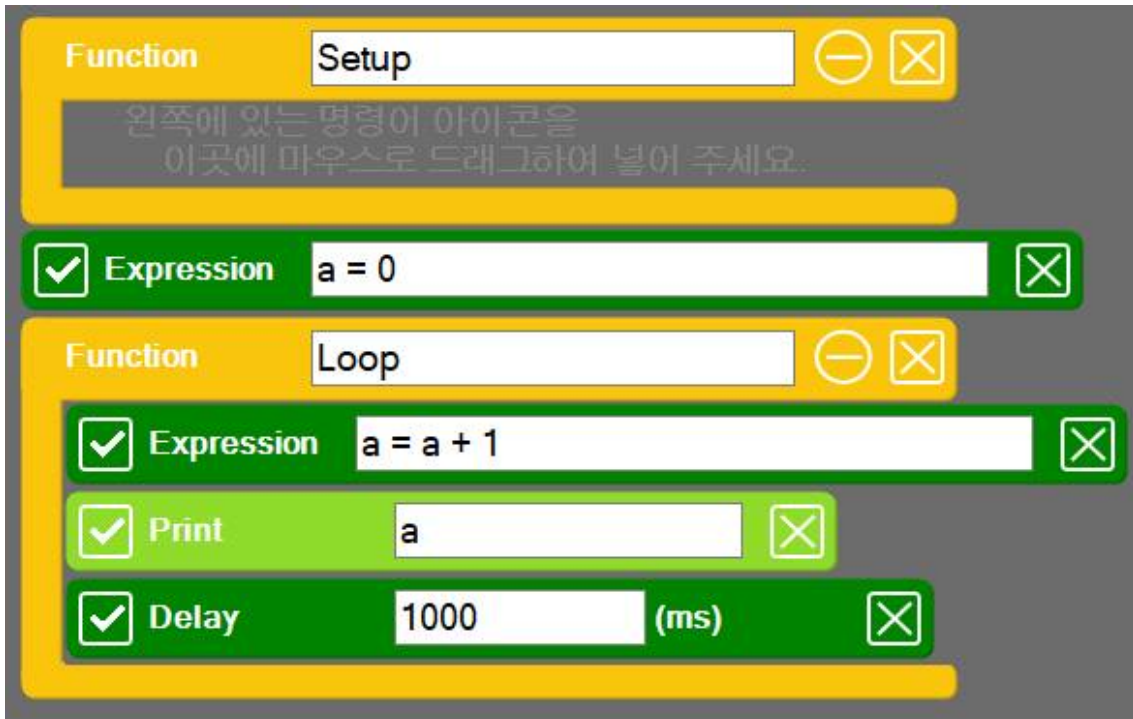 Function Setup
왼쪽에 있는 명령어 아이콘을
이곳에 마우스로 드래그하여 넣어 주세요.
Expression a = 0
Function Loop
Expression a = a + 1
Print a
Delay 1000 (ms)